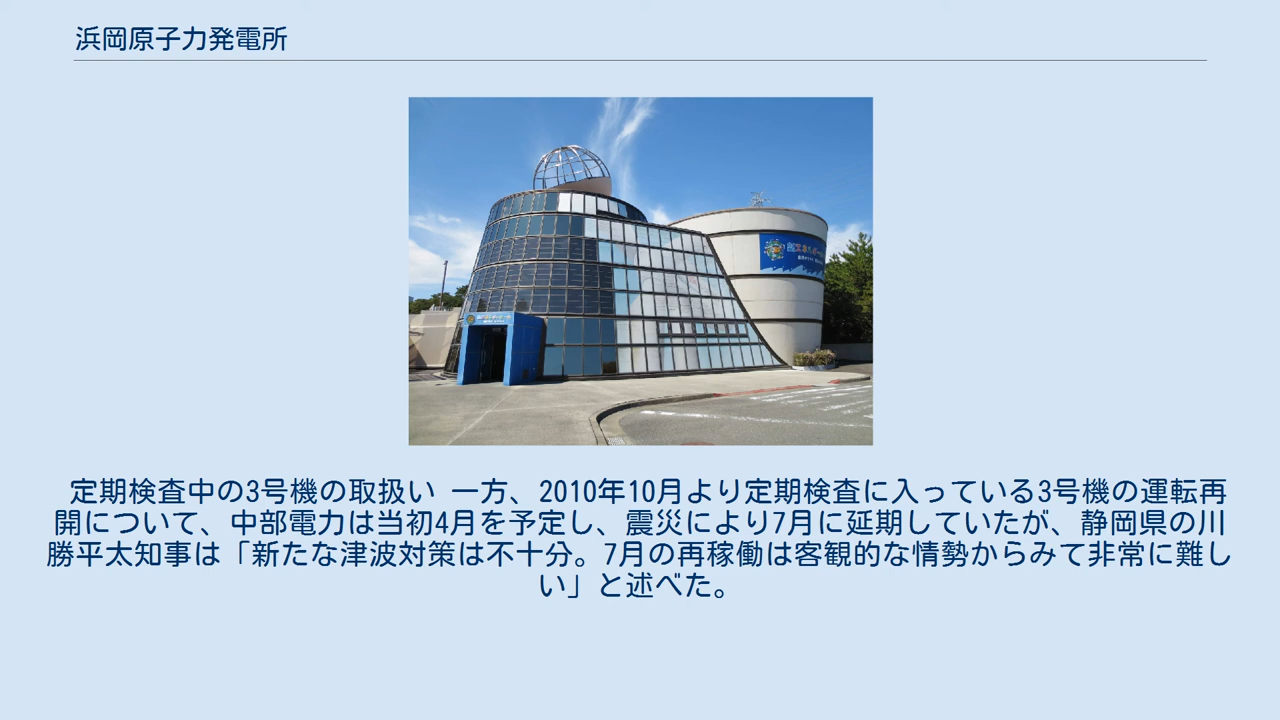 浜岡原子力発電所
定期検査中の3号機の取扱い 一方、2010年10月より定期検査に入っている3号機の運転再
開について、中部電力は当初4月を予定し、震災により7月に延期していたが、静岡県の川
勝平太知事は「新たな津波対策は不十分。7月の再稼働は客観的な情勢からみて非常に難し
い」と述べた。